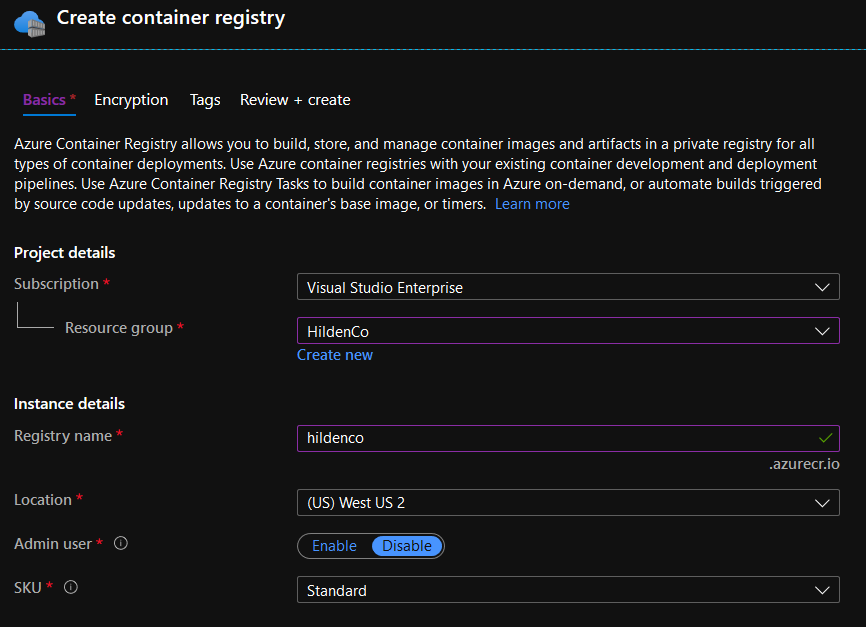 Create container registry
Basics * Encryption Tags Review + create
Azure Container Registry allows you to build, store, and manage container images and artifacts in a private registry for all
types of container deployments. Use Azure container registries with your existing container development and deployment
pipelines. Use Azure Container Registry Tasks to build container images in Azure on-demand, or automate builds triggered
by source code updates, updates to a container's base image, or timers. Learn more
Project details
Subscription * Visual Studio Enterprise
Resource group * HildenCo
Create new
Instance details
Registry name * hildenco
.azurecr.io
Location * (US) West US 2
Admin user * Enable Disable
SKU * Standard